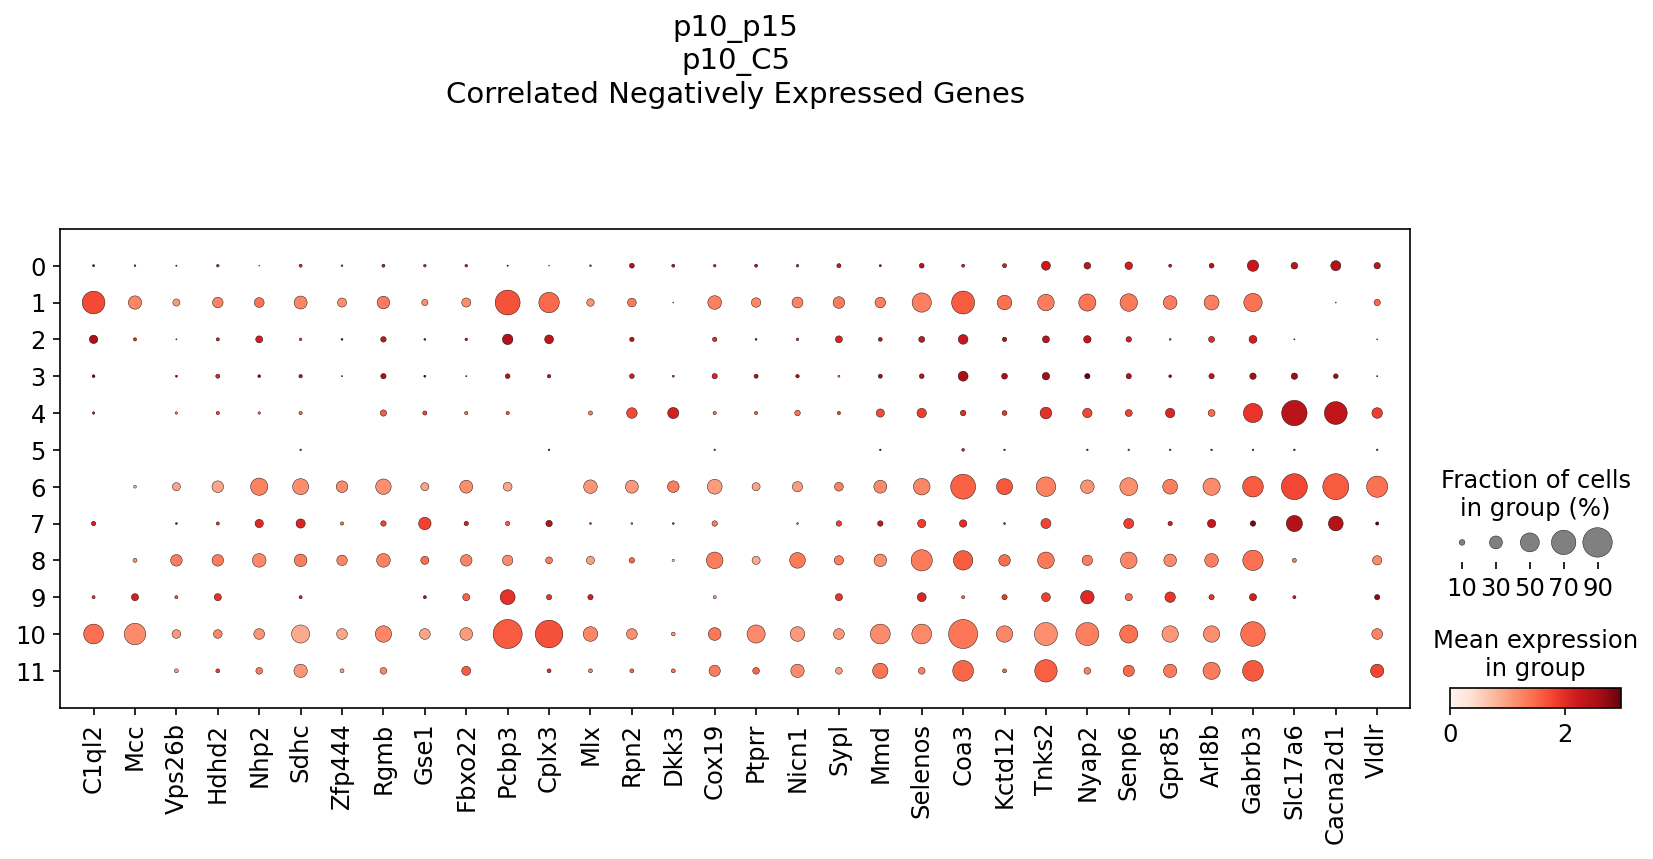 p10_p15
p10_C5
Correlated Negatively Expressed Genes
0
1
2
3
4
5
6
7
8
9
10
11
C1ql2
Mcc
Vps26b
Hdhd2
Nhp2
Sdhc
Zfp444
Rgmb
Gse1
Fbxo22
Pcbp3
Cplx3
Mlx
Rpn2
Dkk3
Cox19
Ptprr
Nicn1
Sypl
Mmd
Selenos
Coa3
Kctd12
Tnks2
Nyap2
Senp6
Gpr85
Arl8b
Gabrb3
Slc17a6
Cacna2d1
Vldlr
Fraction of cells
in group (%)
10 30 50 70 90
Mean expression
in group
0 2